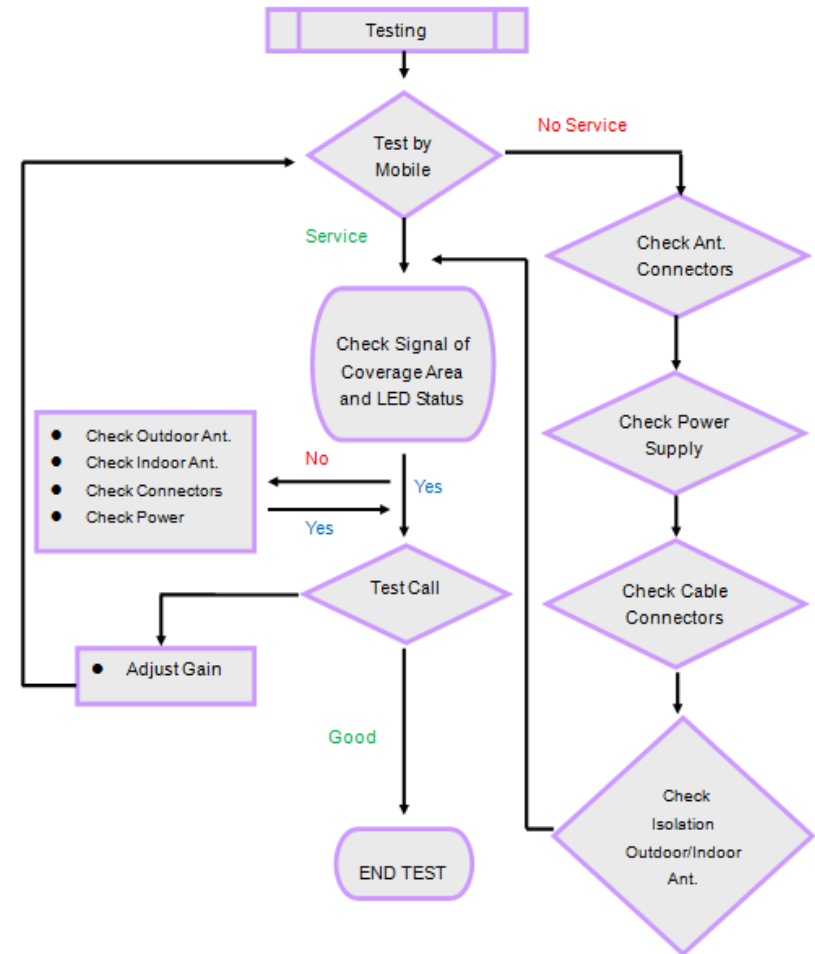 Testing
Test by
Mobile
No Service
Service
Check Ant.
Connectors
Check Signal of
Coverage Area
and LED Status
Check Power
Supply
● Check Outdoor Ant.
● Check Indoor Ant.
● Check Connectors
● Check Power
No
Yes
Yes
Test Call
Check Cable
Connectors
● Adjust Gain
Good
Check
Isolation
Outdoor/Indoor
Ant.
END TEST